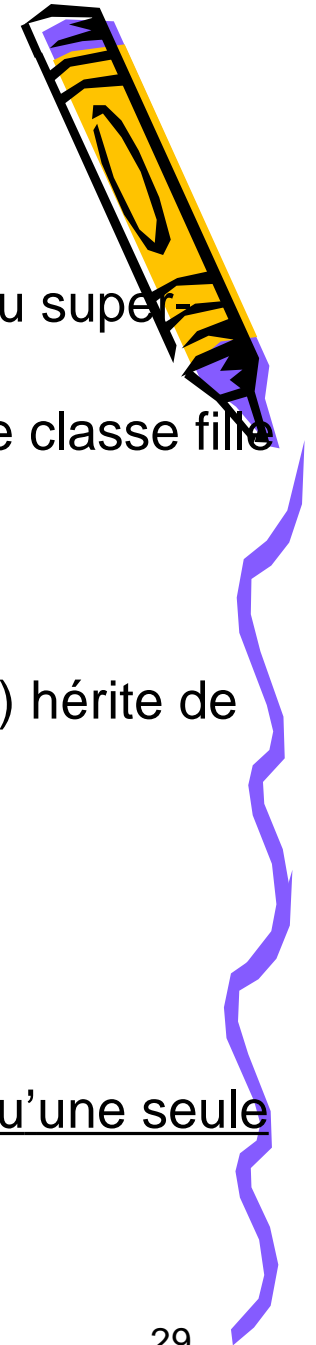 u super-
e classe fille
) hérite de
u'une seule
29